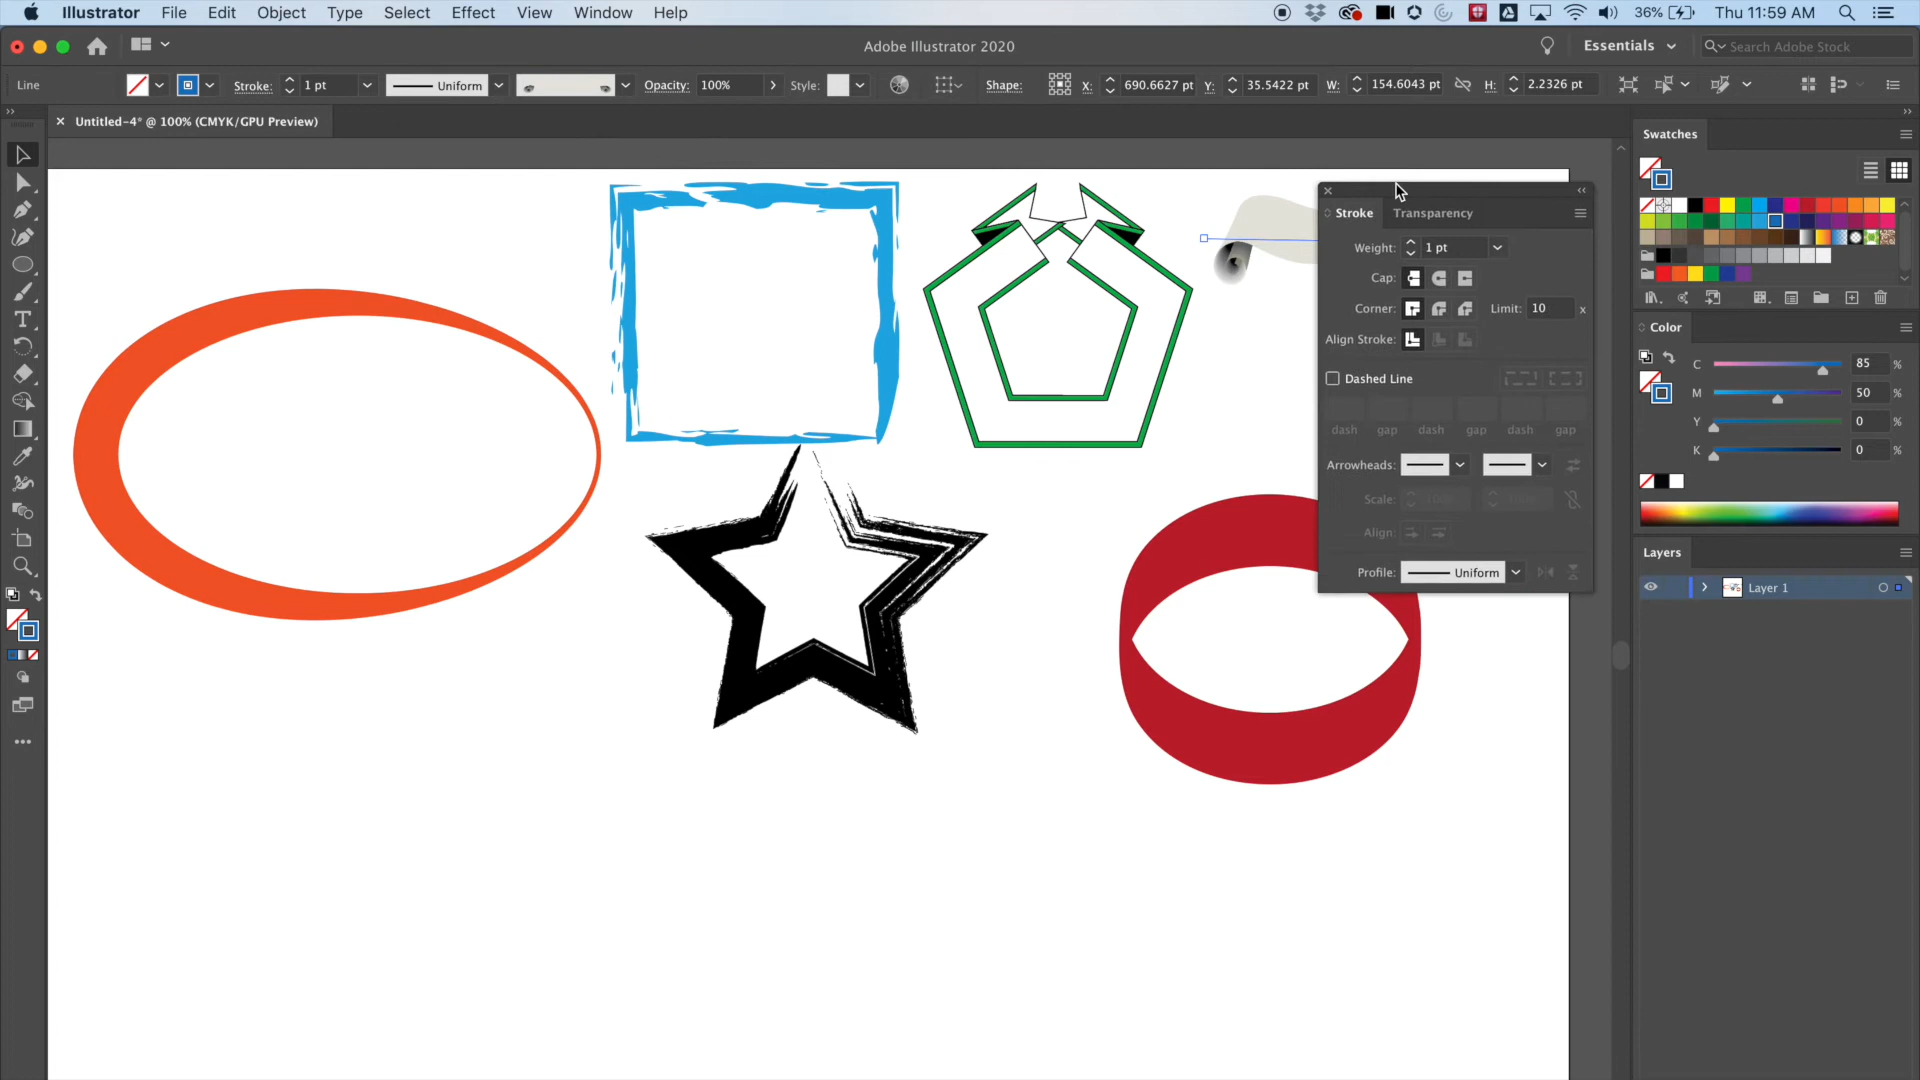 Illustrator File Edit Object Type Select Effect View Window Help 36% Thu 11:59 AM
Adobe Illustrator 2020 Essentials Search Adobe Stock
Line Stroke: 1 pt Uniform Opacity: 100% Style: Shape: X: 690.6627 pt Y: 35.5422 pt W: 154.6043 pt H: 2.2326 pt
Untitled-4* @ 100% (CMYK/GPU Preview)
Swatches
Stroke Transparency
Weight: 1 pt
Cap:
Corner: Limit: 10 x
Align Stroke:
Dashed Line
dash gap dash gap dash gap
Arrowheads:
Scale: 100% 100%
Align:
Profile: Uniform
Color
C 85 %
M 50 %
Y 0 %
K 0 %
Layers
Layer 1